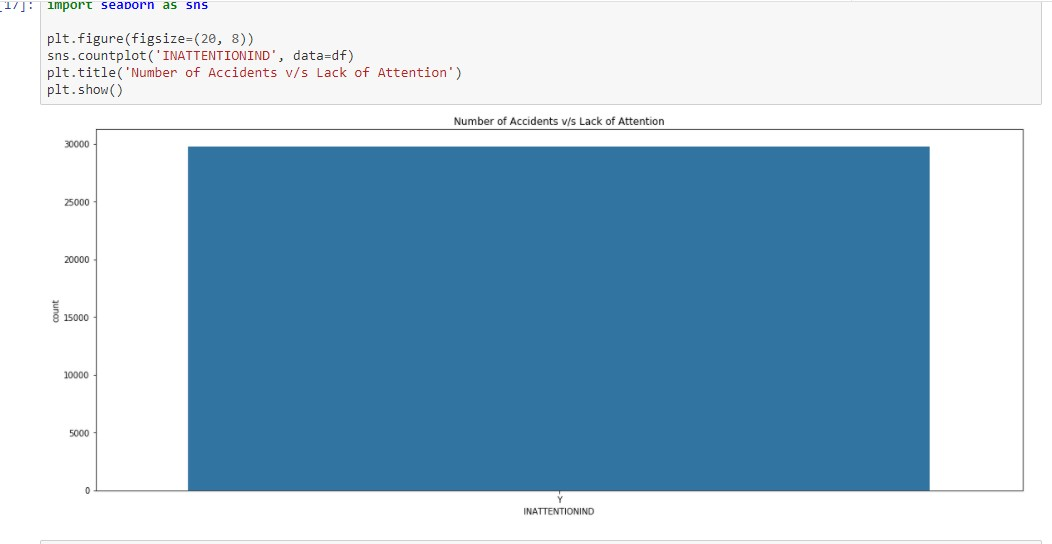 [17]: import seaborn as sns
plt.figure(figsize=(20, 8))
sns.countplot('INATTENTIONIND', data=df)
plt.title('Number of Accidents v/s Lack of Attention')
plt.show()
Number of Accidents v/s Lack of Attention
30000
25000
20000
15000
10000
5000
0
count
Y
INATTENTIONIND